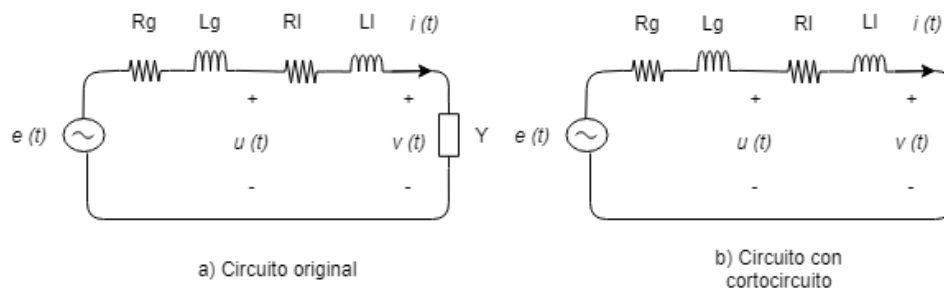 Rg Lg Rl Ll i (t)
+ +
e (t) u (t) v (t) Y
- -
a) Circuito original
Rg Lg Rl Ll i (t)
+ +
e (t) u (t) v (t)
- -
b) Circuito con
cortocircuito